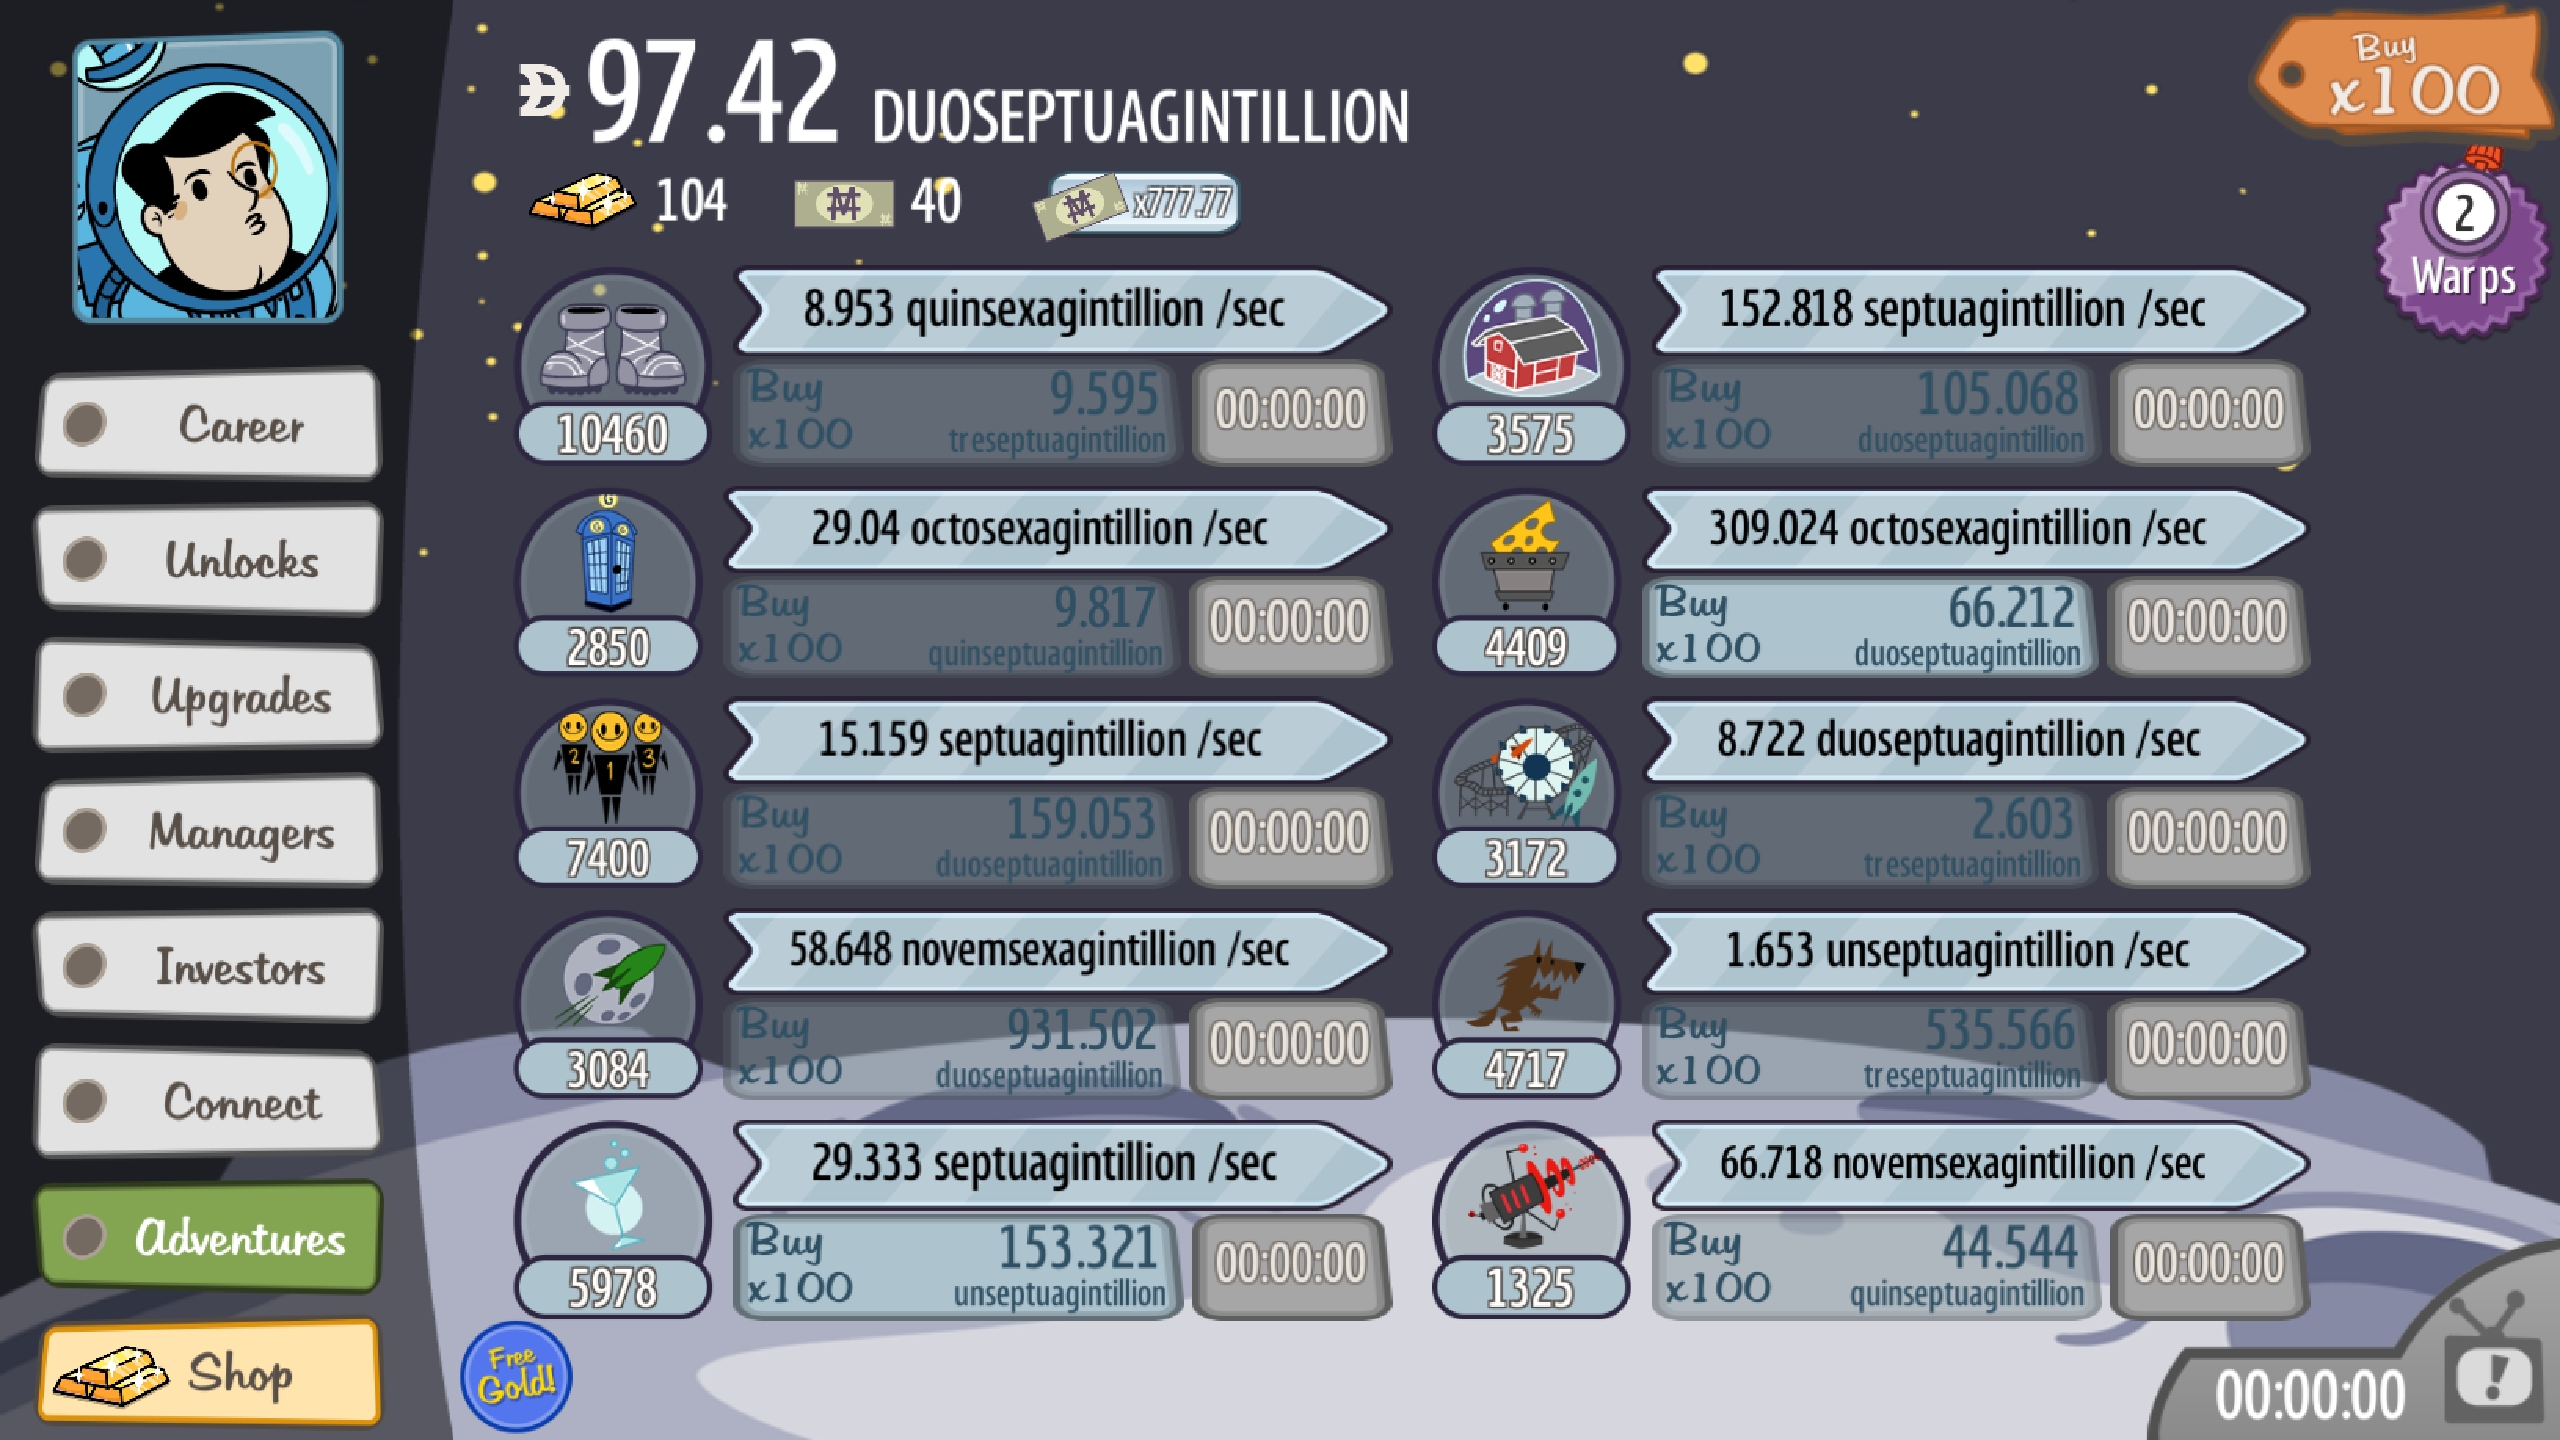 97.42 DUOSEPTUAGINTILLION
Buy
x100
104
40
x777.77
2
Warps
8.953 quinsexagintillion /sec
Buy
x100
9.595
treseptuagintillion
00:00:00
10460
152.818 septuagintillion /sec
Buy
x100
105.068
duoseptuagintillion
00:00:00
3575
29.04 octosexagintillion /sec
Buy
x100
9.817
quinseptuagintillion
00:00:00
2850
309.024 octosexagintillion /sec
Buy
x100
66.212
duoseptuagintillion
00:00:00
4409
2
1
3
15.159 septuagintillion /sec
Buy
x100
159.053
duoseptuagintillion
00:00:00
7400
8.722 duoseptuagintillion /sec
Buy
x100
2.603
treseptuagintillion
00:00:00
3172
58.648 novemsexagintillion /sec
Buy
x100
931.502
duoseptuagintillion
00:00:00
3084
1.653 unseptuagintillion /sec
Buy
x100
535.566
treseptuagintillion
00:00:00
4717
29.333 septuagintillion /sec
Buy
x100
153.321
unseptuagintillion
00:00:00
5978
66.718 novemsexagintillion /sec
Buy
x100
44.544
quinseptuagintillion
00:00:00
1325
Career
Unlocks
Upgrades
Managers
Investors
Connect
Adventures
Shop
Free
Gold!
00:00:00
!